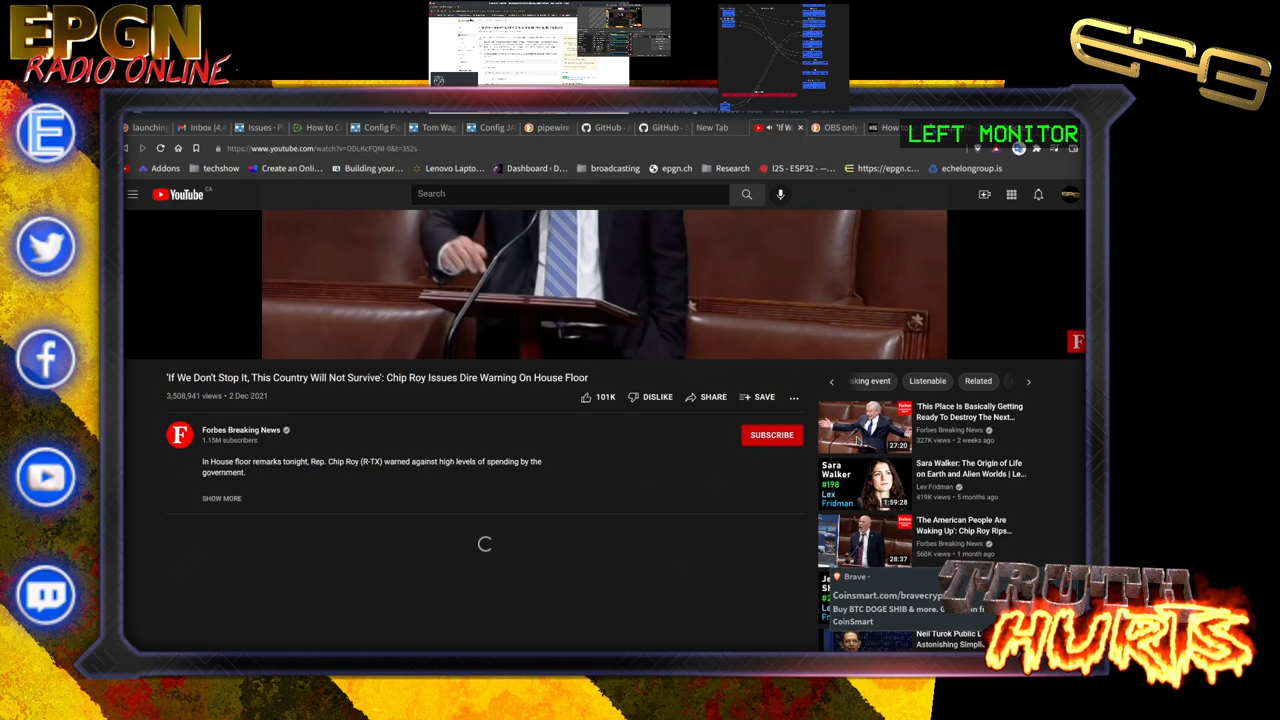 EPGN
RADIO ONLINE
EPG
LEFT MONITOR
launching
Inbox (4,
Issues - F
How to C
Config Pip
Tom Wag
Config JA
pipewire
GitHub -
GitHub -
New Tab
'If W
OBS only
How to
https://www.youtube.com/watch?v=ODLKcFQNI-0&t=352s
Addons
techshow
Create an Onli...
Building your...
Lenovo Lapto...
Dashboard - D...
broadcasting
epgn.ch
Research
I2S - ESP32 - —...
https://epgn.c...
echelongroup.is
YouTube CA
Search
F
'If We Don't Stop It, This Country Will Not Survive': Chip Roy Issues Dire Warning On House Floor
3,508,941 views • 2 Dec 2021
101K
DISLIKE
SHARE
SAVE
...
Forbes Breaking News
1.15M subscribers
SUBSCRIBE
In House floor remarks tonight, Rep. Chip Roy (R-TX) warned against high levels of spending by the
government.
SHOW MORE
aking event
Listenable
Related
'This Place Is Basically Getting
Ready To Destroy The Next...
Forbes Breaking News
327K views • 2 weeks ago
27:20
Sara
Walker
#198
Lex
Fridman
1:59:28
Sara Walker: The Origin of Life
on Earth and Alien Worlds | Le...
Lex Fridman
419K views • 5 months ago
28:37
'The American People Are
Waking Up': Chip Roy Rips...
Forbes Breaking News
568K views • 1 month ago
Brave •
Coinsmart.com/bravecryp
Buy BTC DOGE SHIB & more.
CoinSmart
Neil Turok Public L
Astonishing Simpli
TRUTH
HURTS